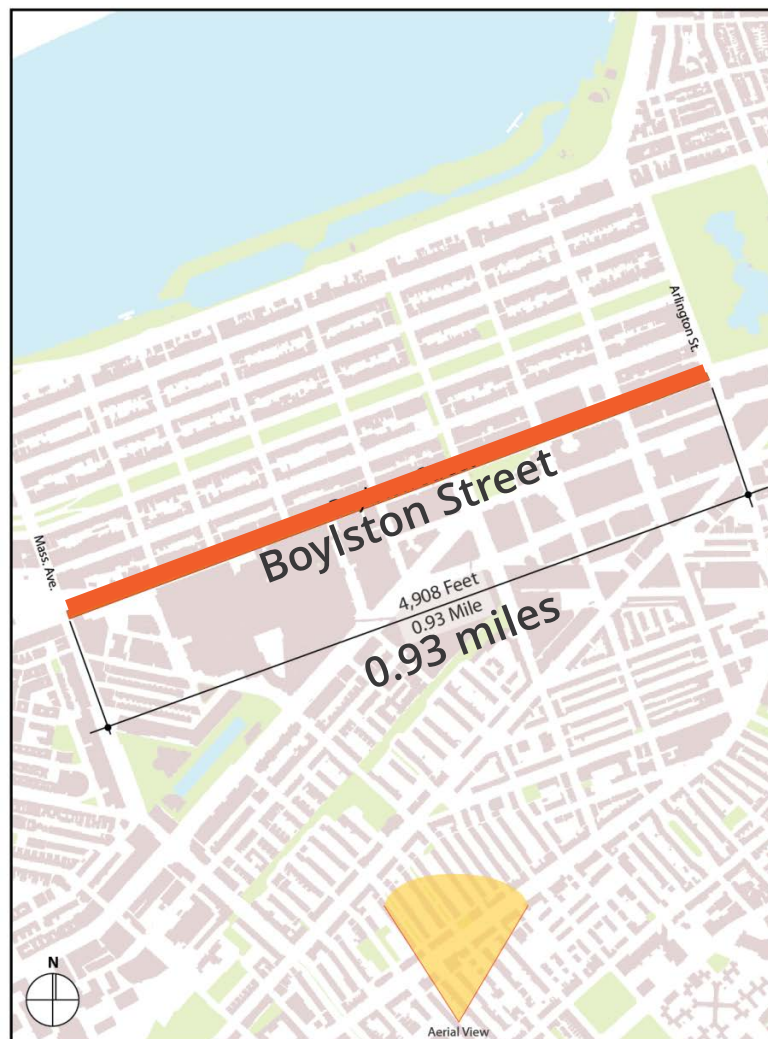 Arlington St.
Boylston Street
Mass. Ave.
4,908 Feet
0.93 Mile
0.93 miles
N
Aerial View